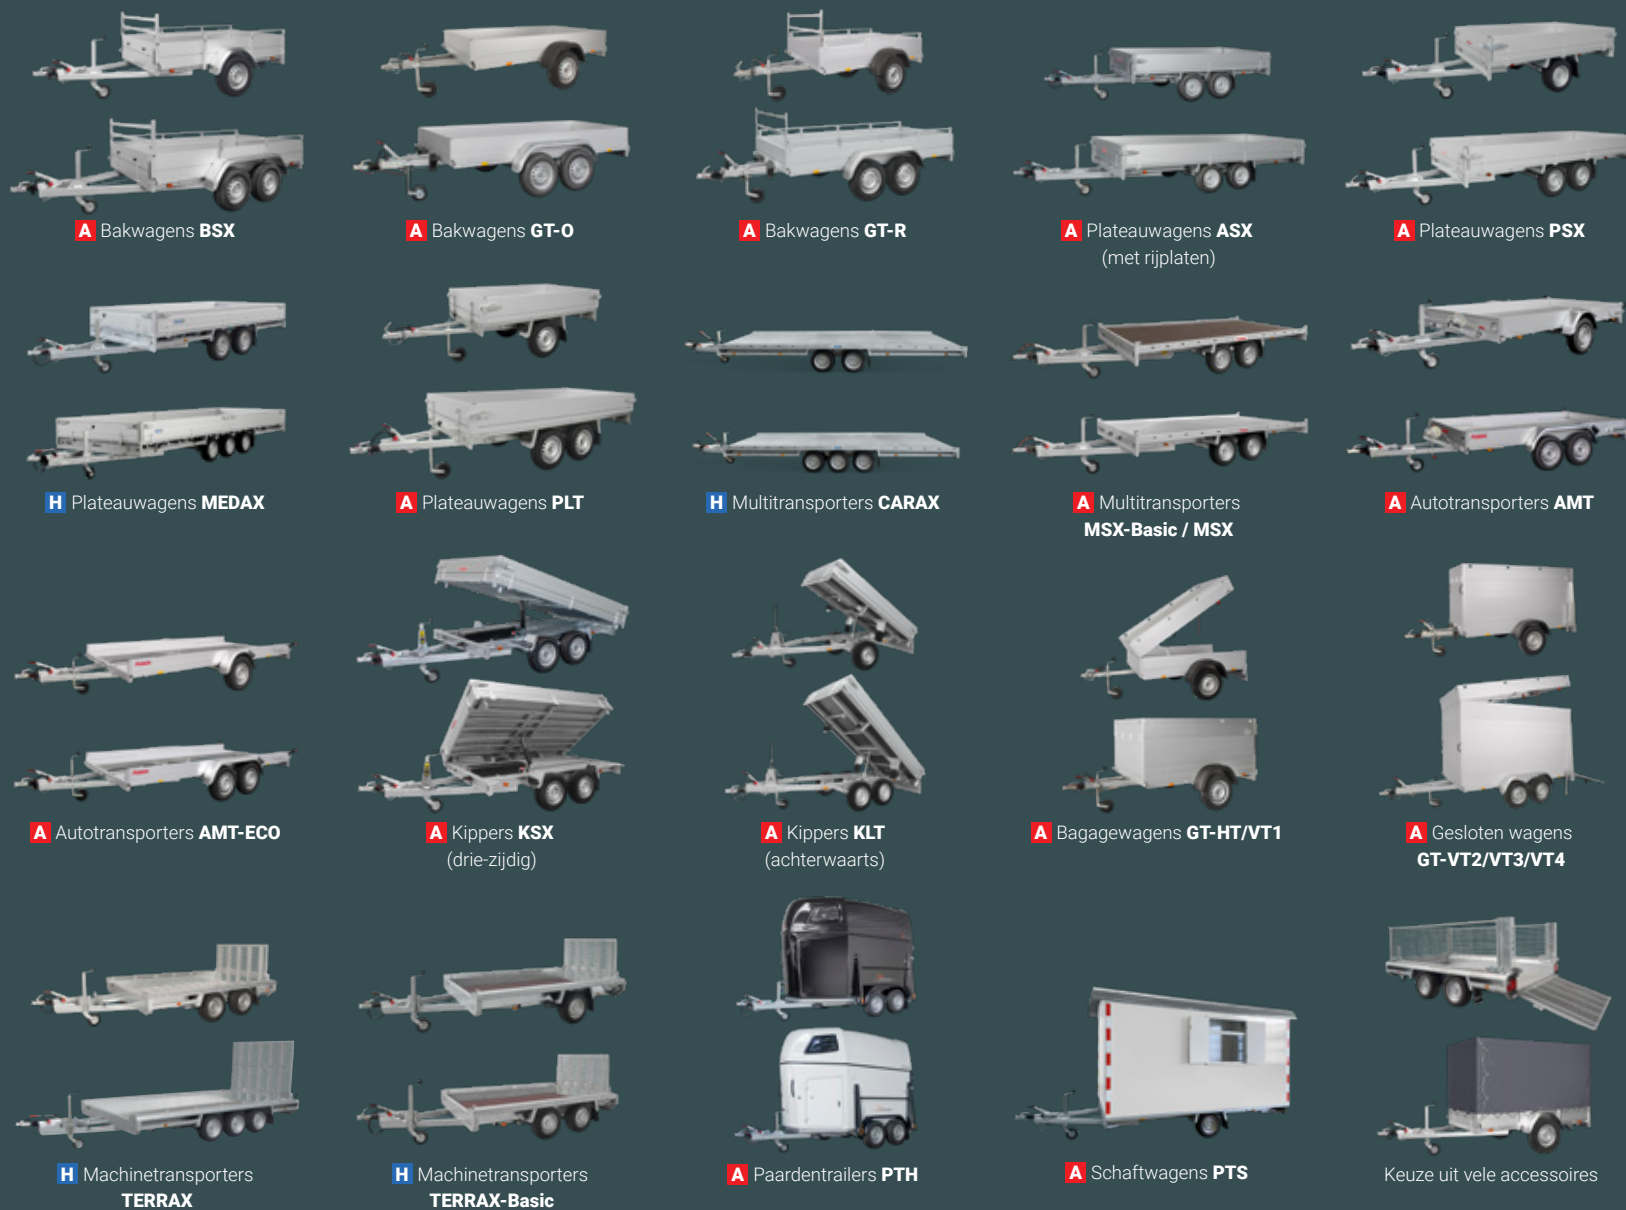 A Bakwagens BSX
A Bakwagens GT-O
A Bakwagens GT-R
A Plateauwagens ASX
(met rijplaten)
A Plateauwagens PSX
H Plateauwagens MEDAX
A Plateauwagens PLT
H Multitransporters CARAX
A Multitransporters
MSX-Basic / MSX
A Autotransporters AMT
A Autotransporters AMT-ECO
A Kippers KSX
(drie-zijdig)
A Kippers KLT
(achterwaarts)
A Bagagewagens GT-HT/VT1
A Gesloten wagens
GT-VT2/VT3/VT4
H Machinetransporters
TERRAX
H Machinetransporters
TERRAX-Basic
A Paardentrailers PTH
A Schaftwagens PTS
Keuze uit vele accessoires